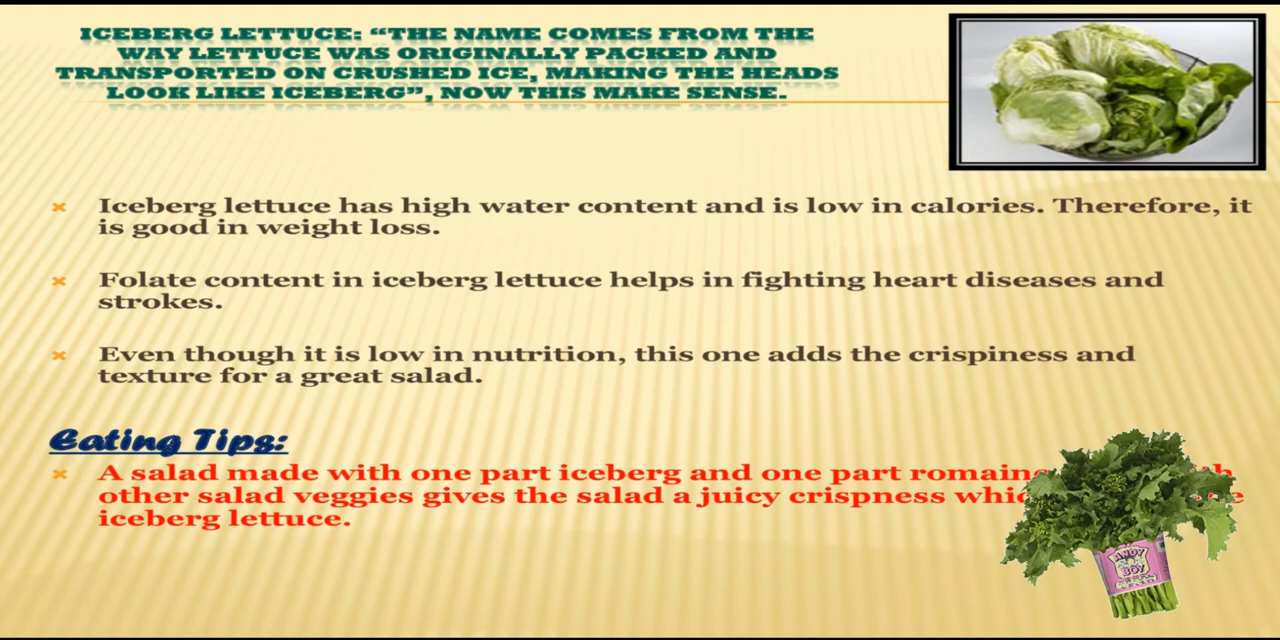 ICEBERG LETTUCE: “THE NAME COMES FROM THE
WAY LETTUCE WAS ORIGINALLY PACKED AND
TRANSPORTED ON CRUSHED ICE, MAKING THE HEADS
LOOK LIKE ICEBERG”, NOW THIS MAKE SENSE.
Iceberg lettuce has high water content and is low in calories. Therefore, it
is good in weight loss.
Folate content in iceberg lettuce helps in fighting heart diseases and
strokes.
Even though it is low in nutrition, this one adds the crispiness and
texture for a great salad.
Eating Tips:
A salad made with one part iceberg and one part romaine
other salad veggies gives the salad a juicy crispness
iceberg lettuce.
ANDY
BOY